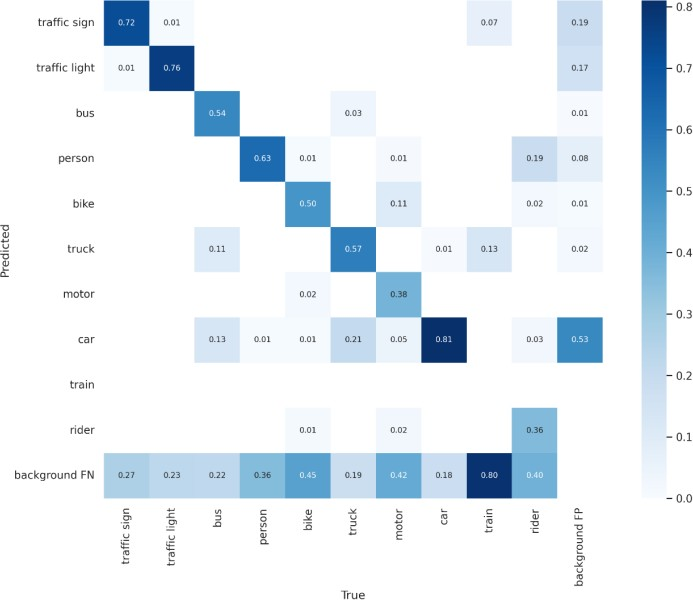 traffic sign 0.72 0.01 0.07 0.19
traffic light 0.01 0.76 0.17
bus 0.54 0.03 0.01
person 0.63 0.01 0.01 0.19 0.08
bike 0.50 0.11 0.02 0.01
truck 0.11 0.57 0.01 0.13 0.02
motor 0.02 0.38
car 0.13 0.01 0.01 0.21 0.05 0.81 0.03 0.53
train
rider 0.01 0.02 0.36
background FN 0.27 0.23 0.22 0.36 0.45 0.19 0.42 0.18 0.80 0.40
Predicted
traffic sign traffic light bus person bike truck motor car train rider background FP
True
0.8
0.7
0.6
0.5
0.4
0.3
0.2
0.1
0.0